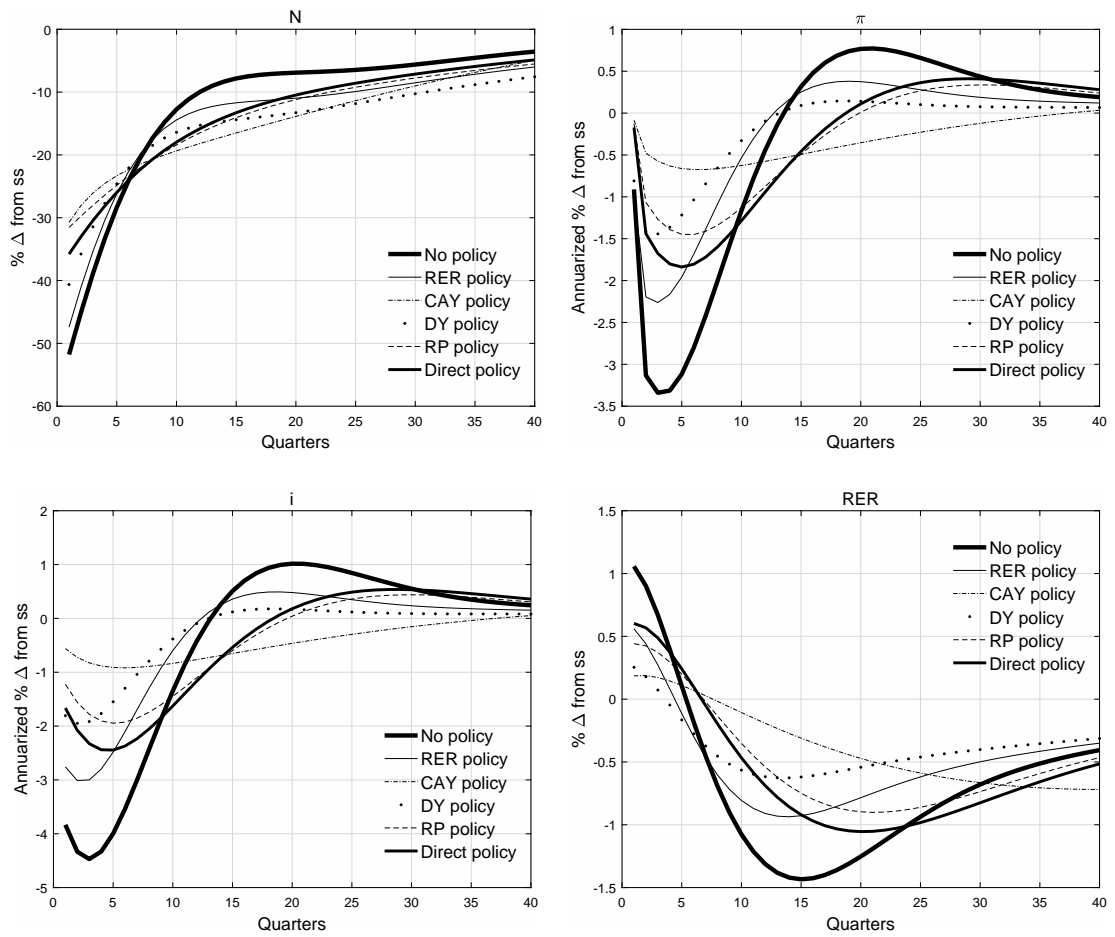 N
0
-10
-20
-30
-40
-50
-60
% Δ from ss
No policy
RER policy
CAY policy
DY policy
RP policy
Direct policy
0 5 10 15 20 25 30 35 40
Quarters
π
1
0.5
0
-0.5
-1
-1.5
-2
-2.5
-3
-3.5
Annuarized % Δ from ss
No policy
RER policy
CAY policy
DY policy
RP policy
Direct policy
0 5 10 15 20 25 30 35 40
Quarters
i
2
1
0
-1
-2
-3
-4
-5
Annuarized % Δ from ss
No policy
RER policy
CAY policy
DY policy
RP policy
Direct policy
0 5 10 15 20 25 30 35 40
Quarters
RER
1.5
1
0.5
0
-0.5
-1
-1.5
% Δ from ss
No policy
RER policy
CAY policy
DY policy
RP policy
Direct policy
0 5 10 15 20 25 30 35 40
Quarters